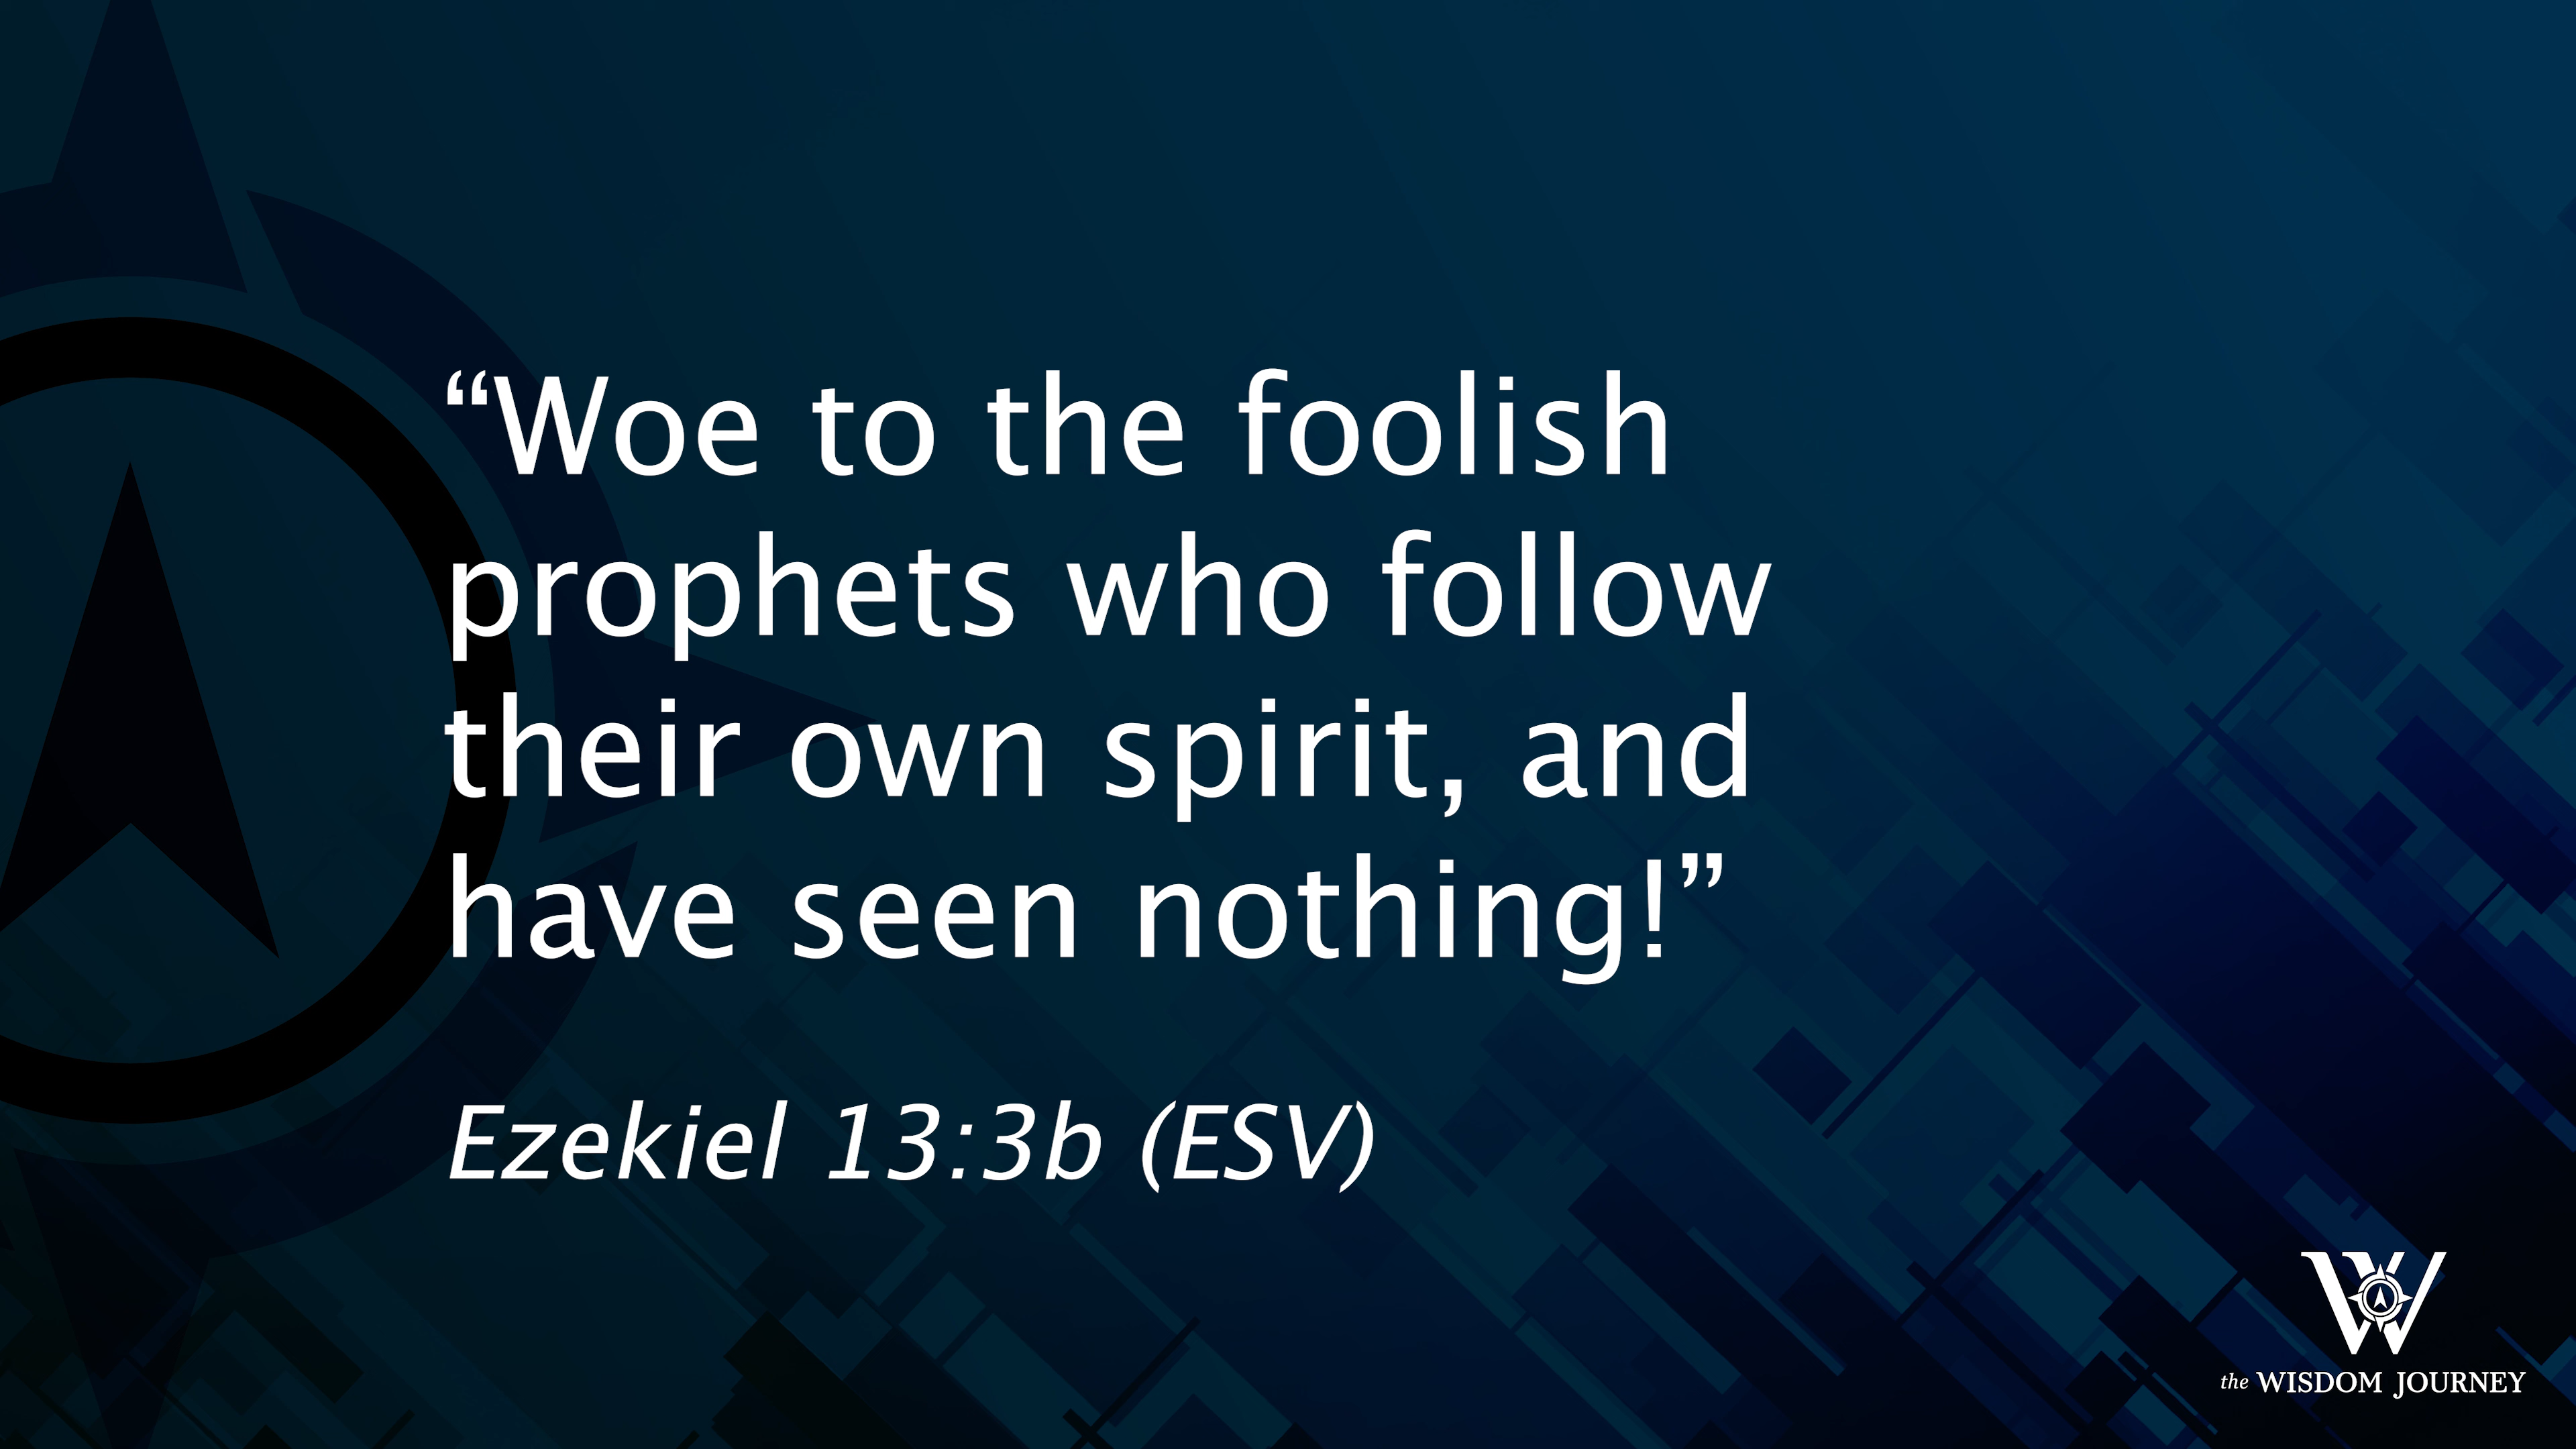 “Woe to the foolish
prophets who follow
their own spirit, and
have seen nothing!”
Ezekiel 13:3b (ESV)
W
the WISDOM JOURNEY